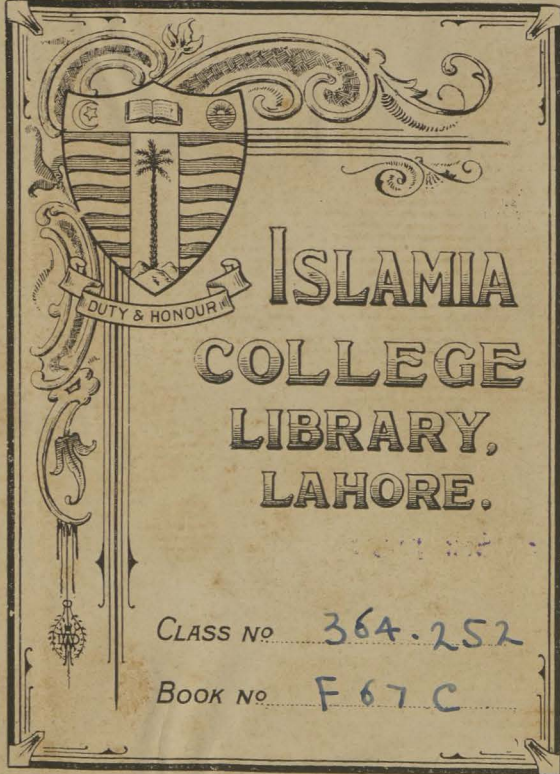 DUTY & HONOUR
ISLAMIA
COLLEGE
LIBRARY,
LAHORE.
CLASS No 364.252
BOOK No F67C